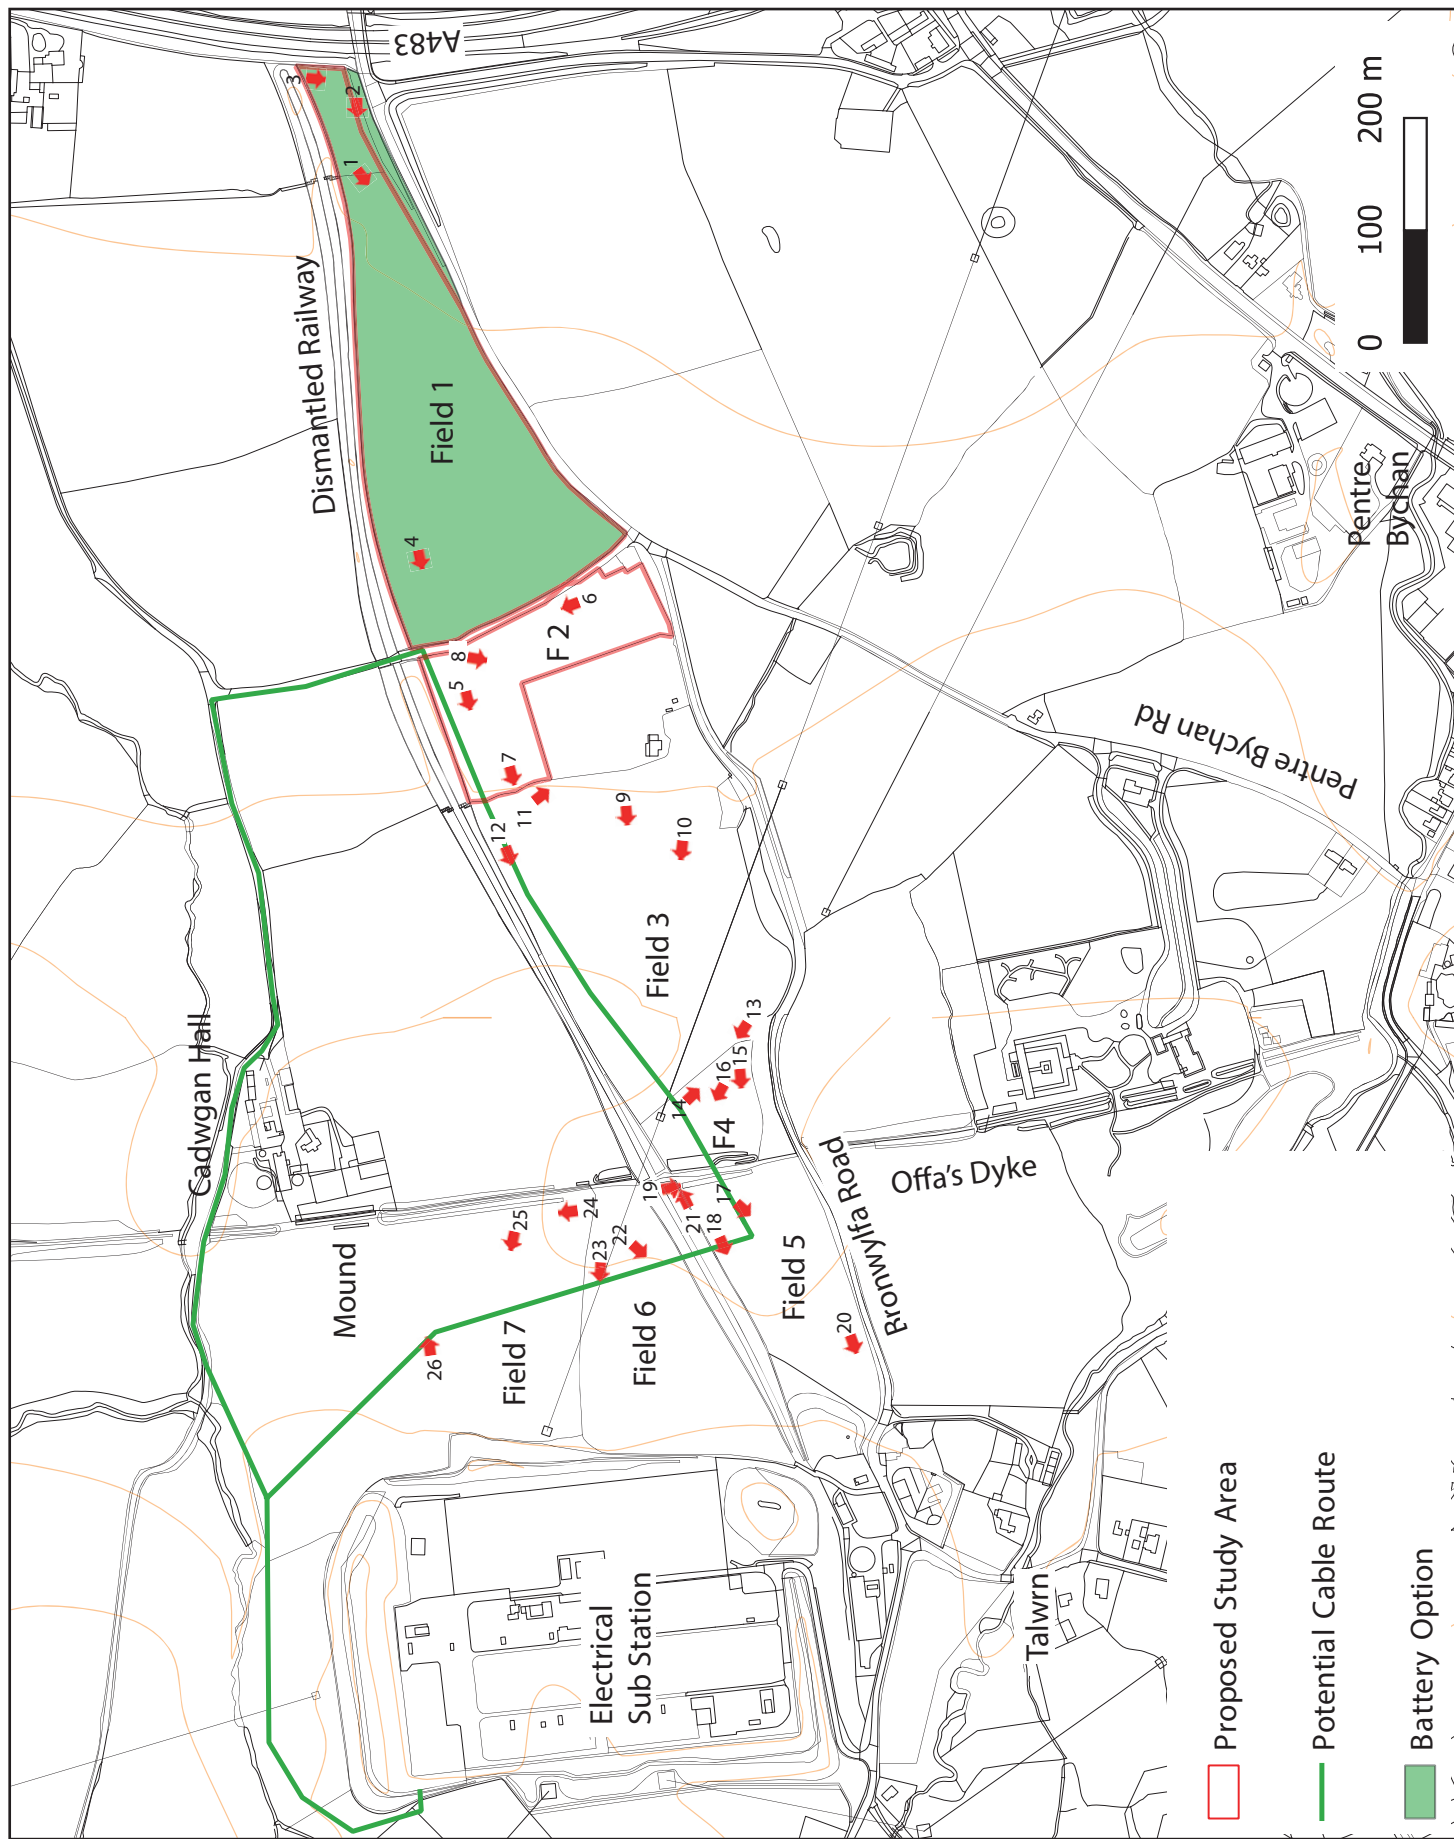 A483
3
2
1
Dismantled Railway
Field 1
4
6
F 2
8
5
7
11
12
9
10
Field 3
Cadwgan Hall
13
15
16
14
F4
Offa's Dyke
Bronwylfa Road
Pentre Bychan Rd
Pentre
Bychan
Mound
25
24
19
21
17
18
22
23
Field 5
20
Field 6
Field 7
26
Electrical
Sub Station
Talwrn
0
100
200 m
Proposed Study Area
Potential Cable Route
Battery Option